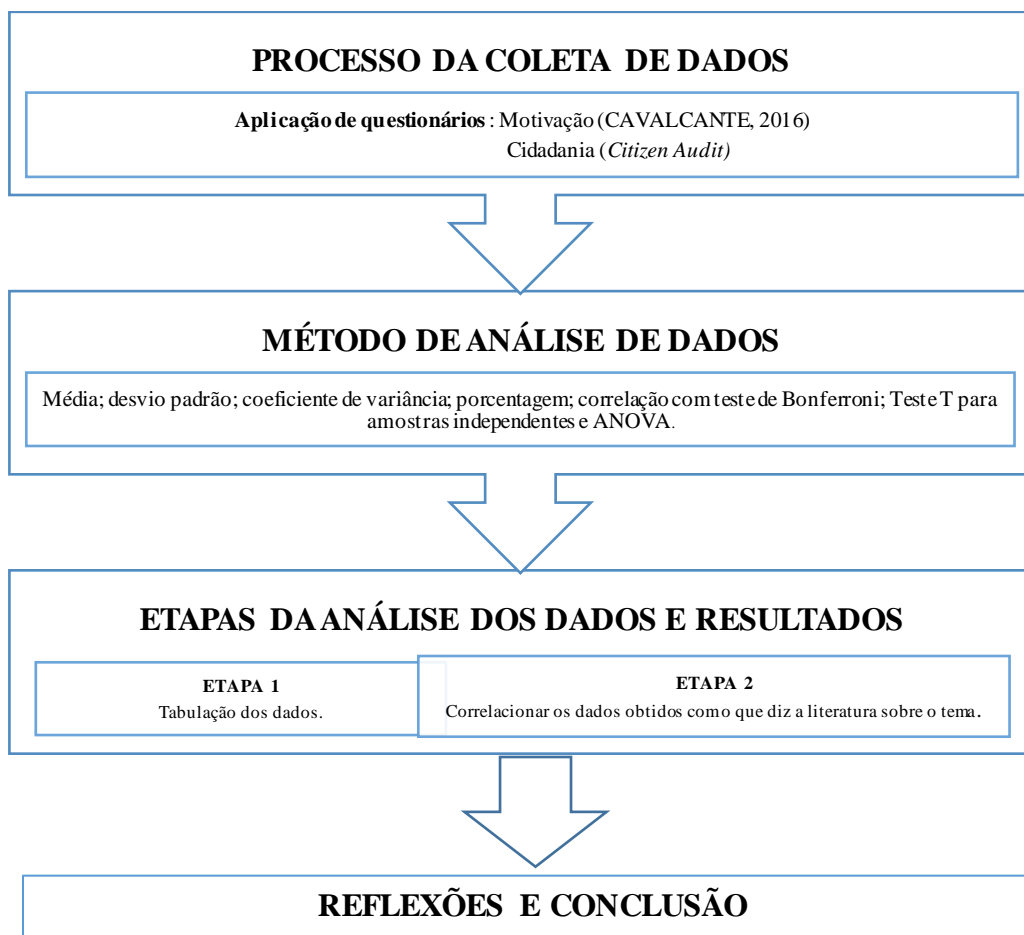 PROCESSO DA COLETA DE DADOS
Aplicação de questionários: Motivação (CAVALCANTE, 2016)
Cidadania (Citizen Audit)
MÉTODO DE ANÁLISE DE DADOS
Média; desvio padrão; coeficiente de variância; porcentagem; correlação com teste de Bonferroni; Teste T para
amostras independentes e ANOVA.
ETAPAS DA ANÁLISE DOS DADOS E RESULTADOS
ETAPA 1
Tabulação dos dados.
ETAPA 2
Correlacionar os dados obtidos com o que diz a literatura sobre o tema.
REFLEXÕES E CONCLUSÃO